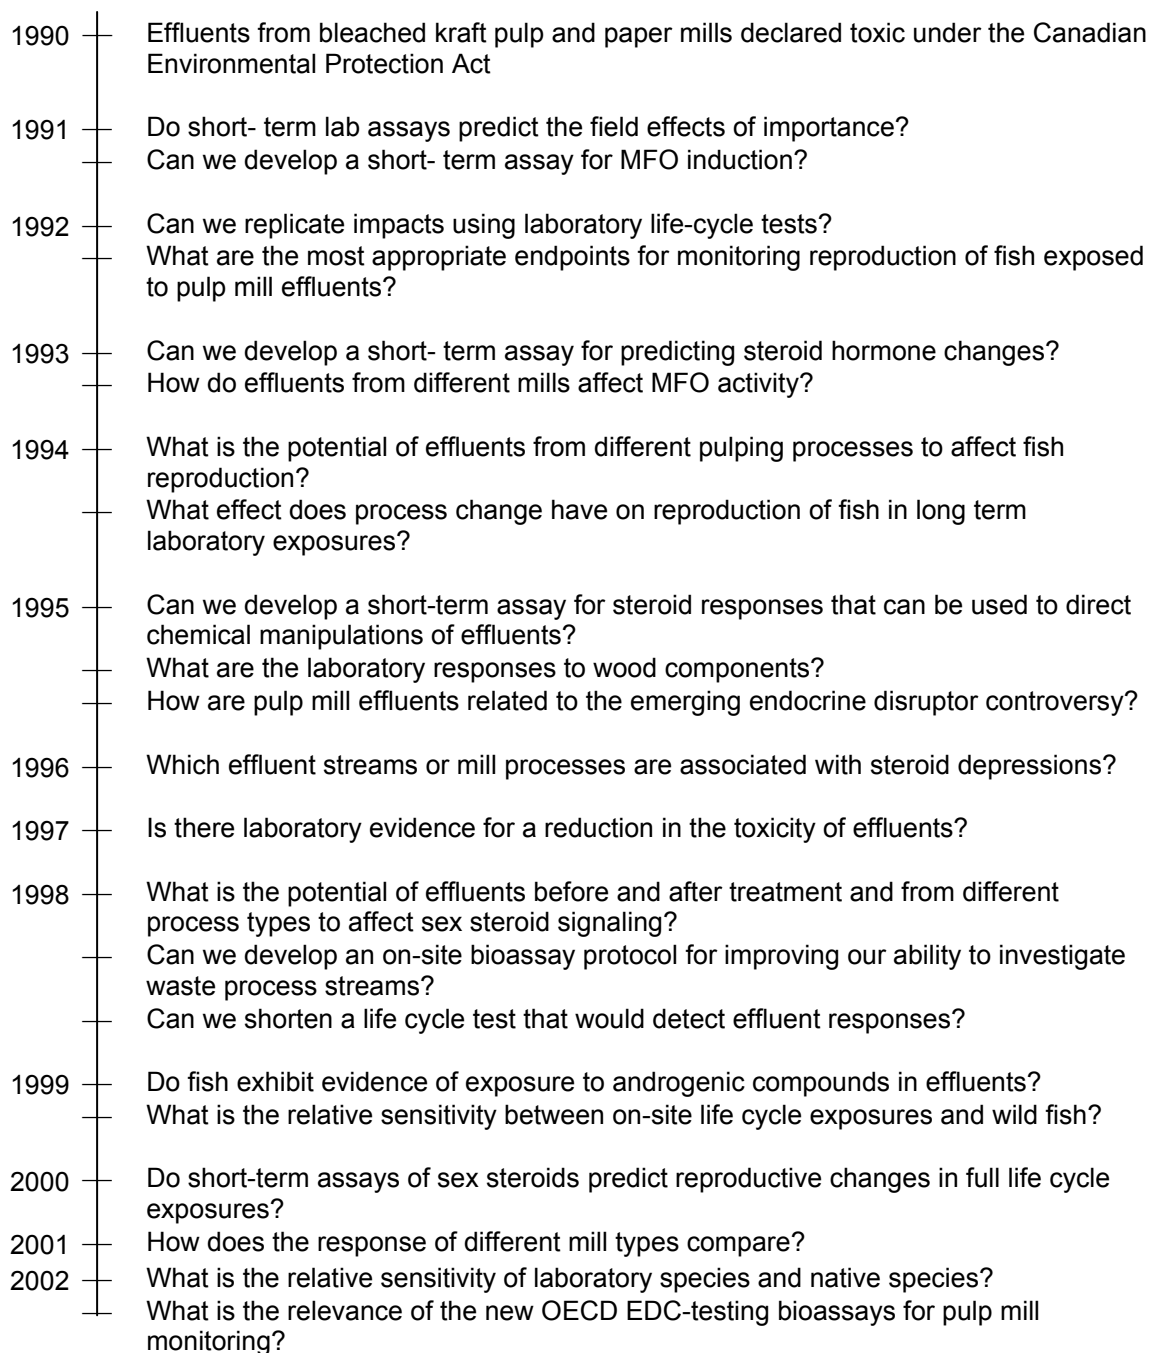 1990 Effluents from bleached kraft pulp and paper mills declared toxic under the Canadian
Environmental Protection Act
1991 Do short- term lab assays predict the field effects of importance?
Can we develop a short- term assay for MFO induction?
1992 Can we replicate impacts using laboratory life-cycle tests?
What are the most appropriate endpoints for monitoring reproduction of fish exposed
to pulp mill effluents?
1993 Can we develop a short- term assay for predicting steroid hormone changes?
How do effluents from different mills affect MFO activity?
1994 What is the potential of effluents from different pulping processes to affect fish
reproduction?
What effect does process change have on reproduction of fish in long term
laboratory exposures?
1995 Can we develop a short-term assay for steroid responses that can be used to direct
chemical manipulations of effluents?
What are the laboratory responses to wood components?
How are pulp mill effluents related to the emerging endocrine disruptor controversy?
1996 Which effluent streams or mill processes are associated with steroid depressions?
1997 Is there laboratory evidence for a reduction in the toxicity of effluents?
1998 What is the potential of effluents before and after treatment and from different
process types to affect sex steroid signaling?
Can we develop an on-site bioassay protocol for improving our ability to investigate
waste process streams?
Can we shorten a life cycle test that would detect effluent responses?
1999 Do fish exhibit evidence of exposure to androgenic compounds in effluents?
What is the relative sensitivity between on-site life cycle exposures and wild fish?
2000 Do short-term assays of sex steroids predict reproductive changes in full life cycle
exposures?
2001 How does the response of different mill types compare?
2002 What is the relative sensitivity of laboratory species and native species?
What is the relevance of the new OECD EDC-testing bioassays for pulp mill
monitoring?